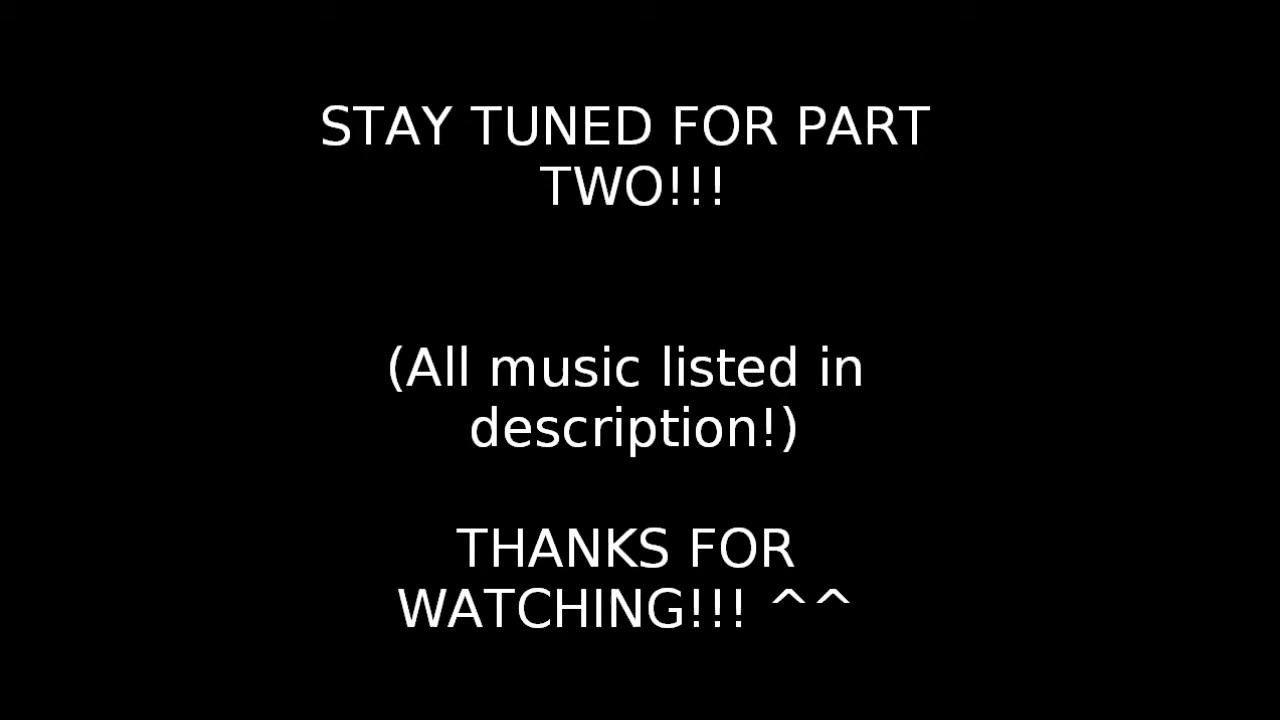 STAY TUNED FOR PART
TWO!!!
(All music listed in
description!)
THANKS FOR
WATCHING!!! ^^